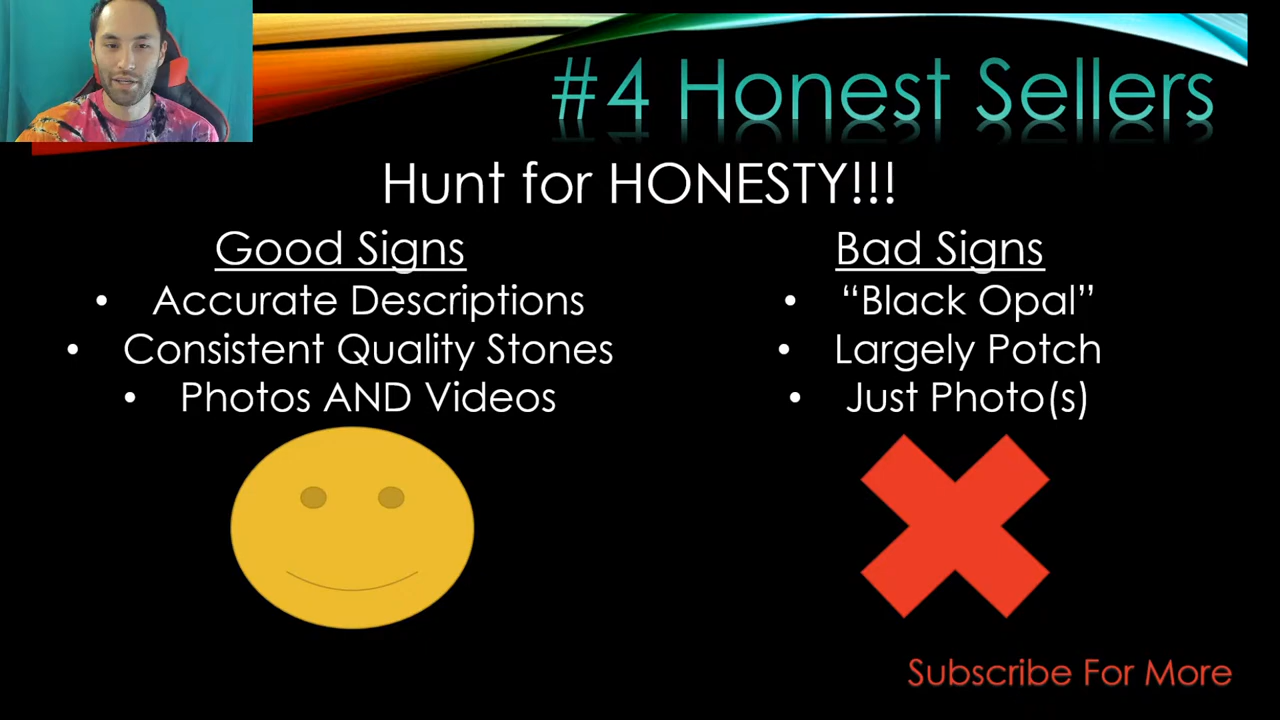 #4 Honest Sellers
Hunt for HONESTY!!!
Good Signs
• Accurate Descriptions
• Consistent Quality Stones
• Photos AND Videos
Bad Signs
• “Black Opal”
• Largely Potch
• Just Photo(s)
Subscribe For More